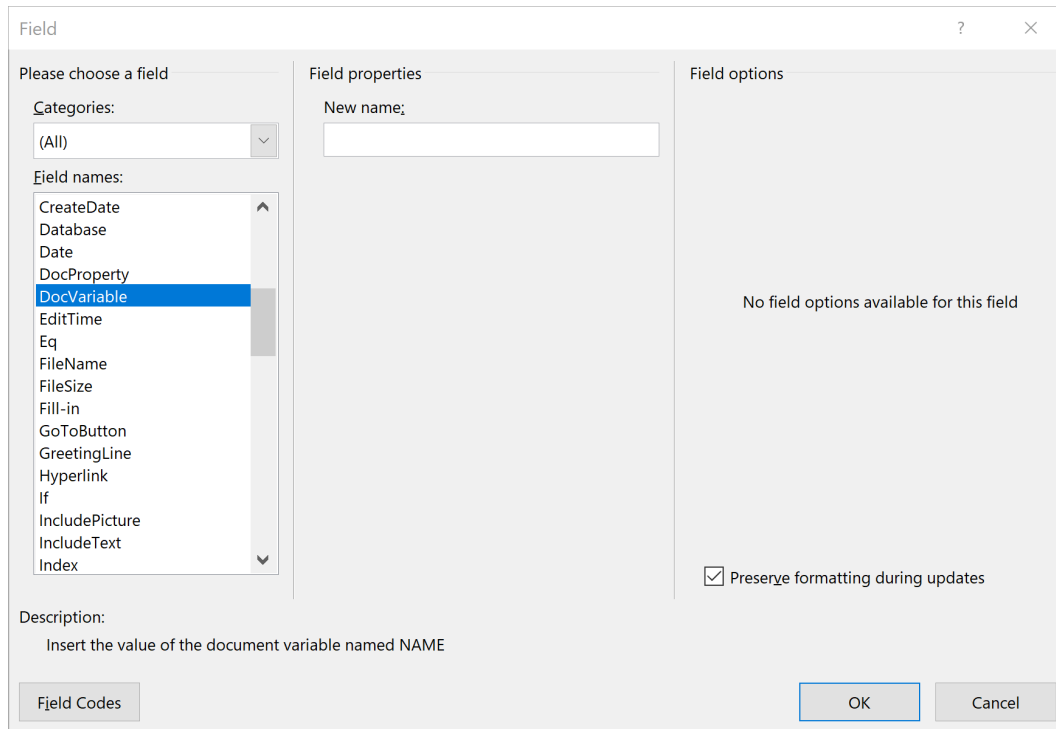 Field
?
Please choose a field
Categories:
(All)
Field names:
CreateDate
Database
Date
DocProperty
DocVariable
EditTime
Eq
FileName
FileSize
Fill-in
GoToButton
GreetingLine
Hyperlink
If
IncludePicture
IncludeText
Index
Field properties
New name:
Field options
No field options available for this field
Preserve formatting during updates
Description:
Insert the value of the document variable named NAME
Field Codes
OK
Cancel